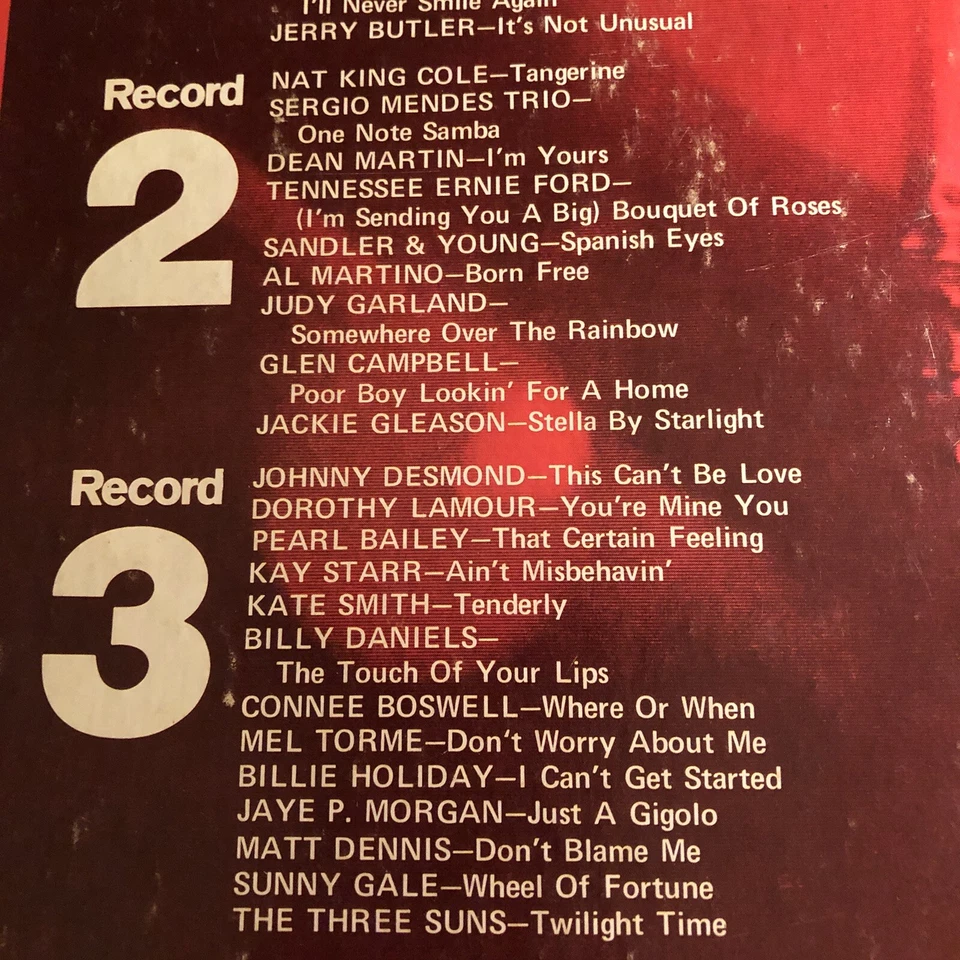 I'll Never Smile Again
JERRY BUTLER—It's Not Unusual
Record
2
NAT KING COLE—Tangerine
SERGIO MENDES TRIO—
One Note Samba
DEAN MARTIN—I'm Yours
TENNESSEE ERNIE FORD—
(I'm Sending You A Big) Bouquet Of Roses
SANDLER & YOUNG—Spanish Eyes
AL MARTINO—Born Free
JUDY GARLAND—
Somewhere Over The Rainbow
GLEN CAMPBELL—
Poor Boy Lookin' For A Home
JACKIE GLEASON—Stella By Starlight
Record
3
JOHNNY DESMOND—This Can't Be Love
DOROTHY LAMOUR—You're Mine You
PEARL BAILEY—That Certain Feeling
KAY STARR—Ain't Misbehavin'
KATE SMITH—Tenderly
BILLY DANIELS—
The Touch Of Your Lips
CONNEE BOSWELL—Where Or When
MEL TORME—Don't Worry About Me
BILLIE HOLIDAY—I Can't Get Started
JAYE P. MORGAN—Just A Gigolo
MATT DENNIS—Don't Blame Me
SUNNY GALE—Wheel Of Fortune
THE THREE SUNS—Twilight Time